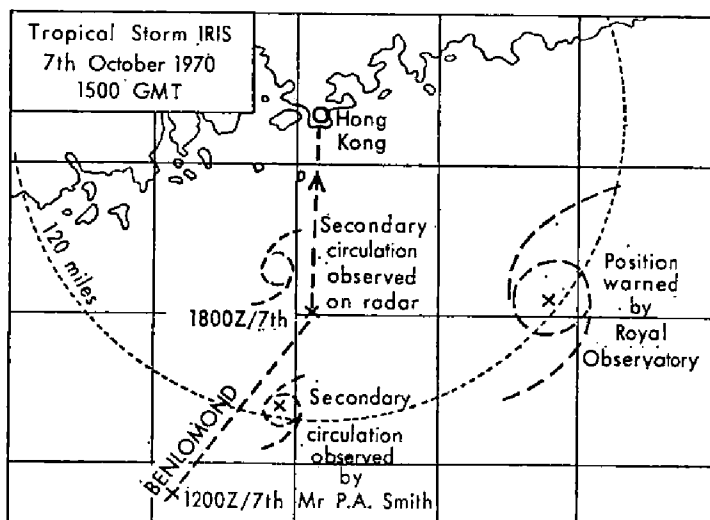 Tropical Storm IRIS
7th October 1970
1500 GMT
Hong
Kong
120 miles
Secondary
circulation
observed
on radar
Position
warned
by
Royal
Observatory
1800Z/7th
BENLOMOND
Secondary
circulation
observed
by
1200Z/7th Mr P.A. Smith